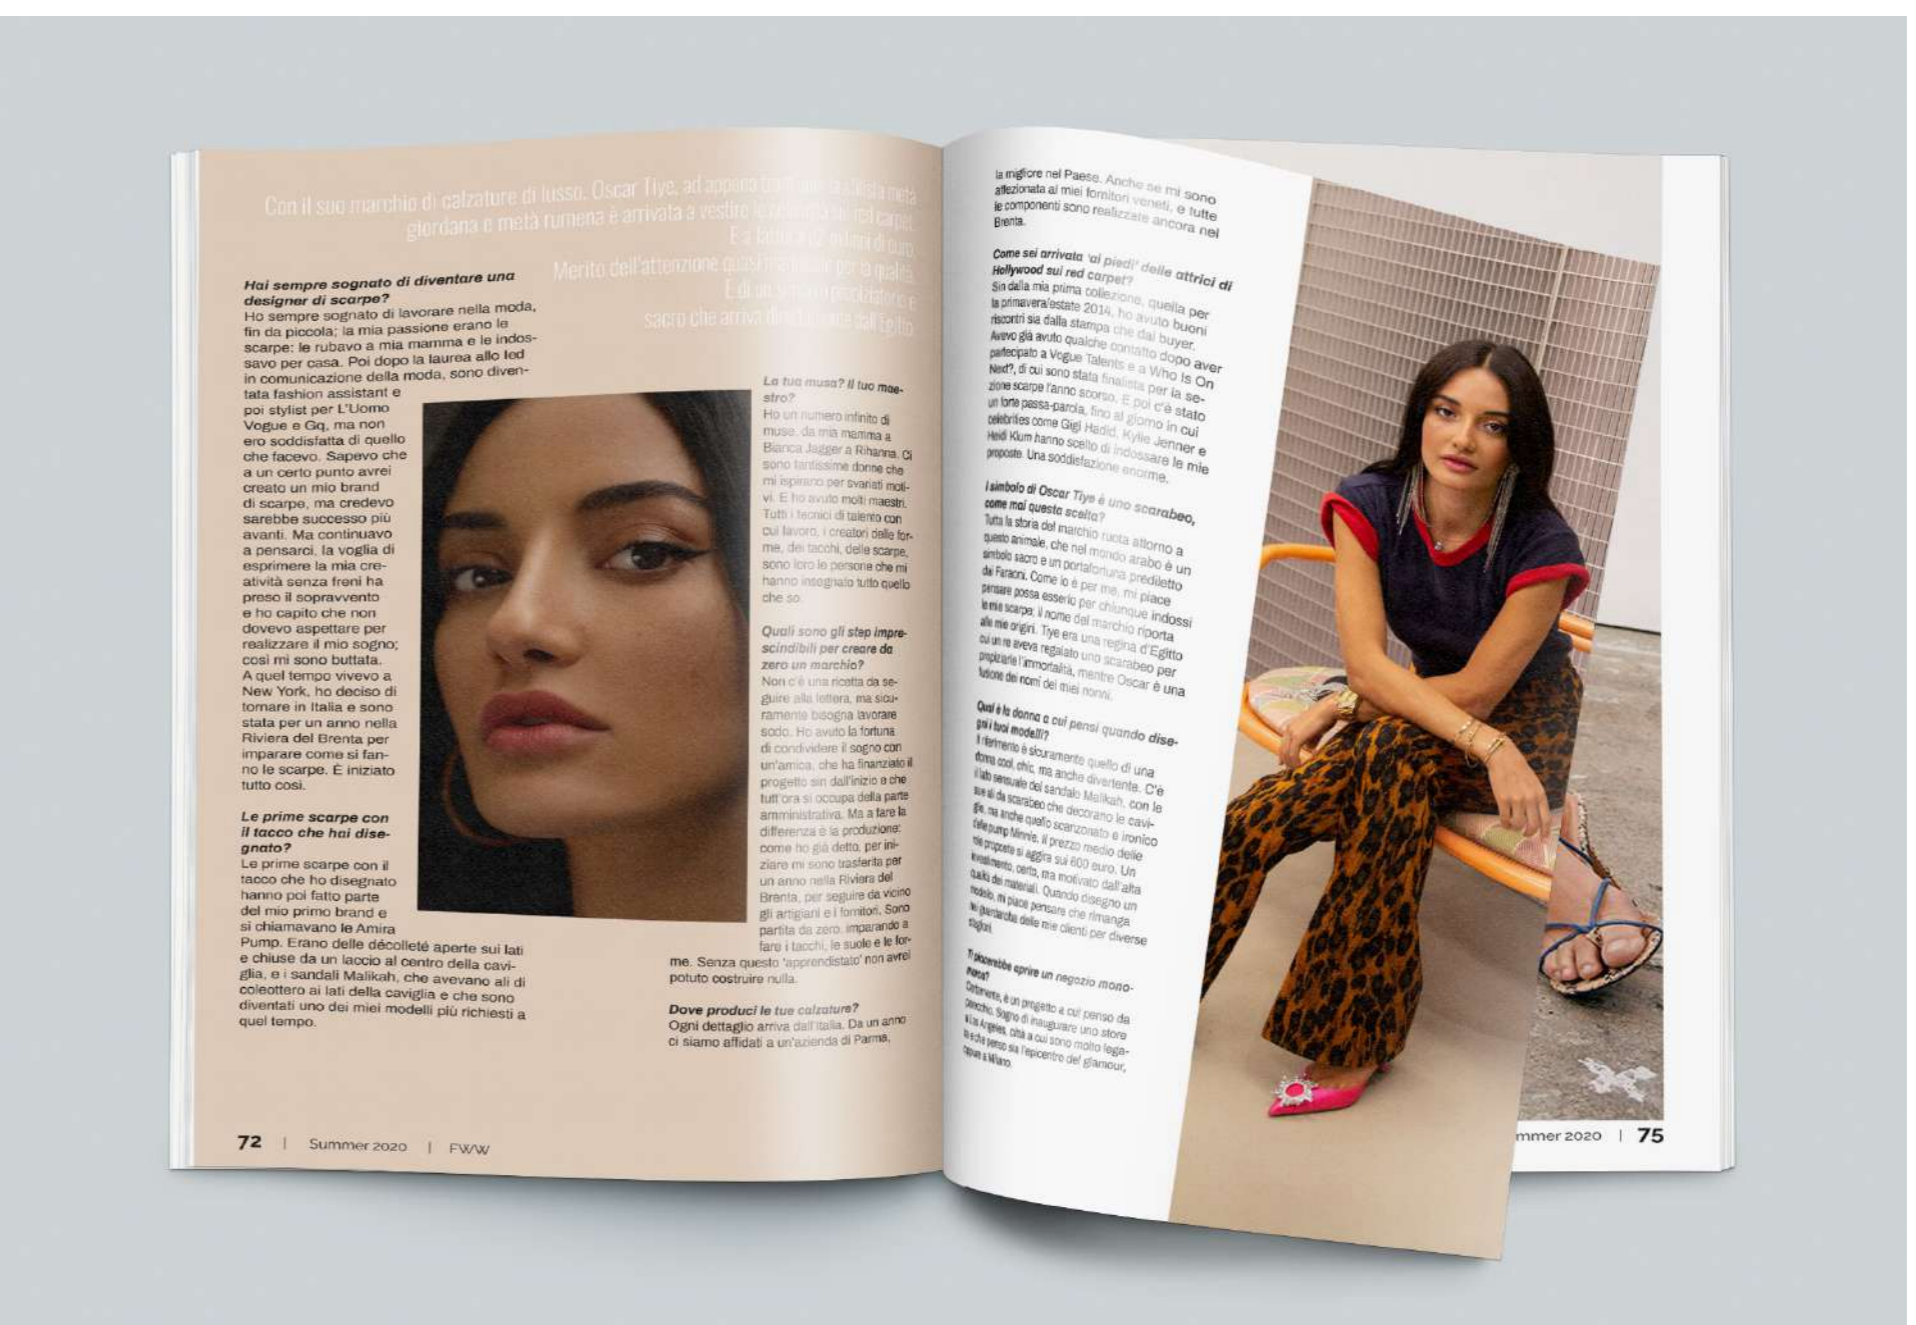 Con il suo marchio di calzature di lusso, Oscar Tiye, ad appena stilista metà
giordana e metà rumena è arrivata a vestire sui red carpet.
E a 2 milioni di euro.
Merito dell'attenzione quasi per la qualità.
E di un propiziatorio e
sacro che arriva dall'Egitto
Hai sempre sognato di diventare una
designer di scarpe?
Ho sempre sognato di lavorare nella moda,
fin da piccola; la mia passione erano le
scarpe: le rubavo a mia mamma e le indos-
savo per casa. Poi dopo la laurea allo Ied
in comunicazione della moda, sono diven-
tata fashion assistant e
poi stylist per L'Uomo
Vogue e Gq, ma non
ero soddisfatta di quello
che facevo. Sapevo che
a un certo punto avrei
creato un mio brand
di scarpe, ma credevo
sarebbe successo più
avanti. Ma continuavo
a pensarci, la voglia di
esprimere la mia cre-
atività senza freni ha
preso il sopravvento
e ho capito che non
dovevo aspettare per
realizzare il mio sogno;
così mi sono buttata.
A quel tempo vivevo a
New York, ho deciso di
tornare in Italia e sono
stata per un anno nella
Riviera del Brenta per
imparare come si fan-
no le scarpe. È iniziato
tutto così.
Le prime scarpe con
il tacco che hai dise-
gnato?
Le prime scarpe con il
tacco che ho disegnato
hanno poi fatto parte
del mio primo brand e
si chiamavano le Amira
Pump. Erano delle décolleté aperte sui lati
e chiuse da un laccio al centro della cavi-
glia, e i sandali Malikah, che avevano ali di
coleottero ai lati della caviglia e che sono
diventati uno dei miei modelli più richiesti a
quel tempo.
La tua musa? Il tuo mae-
stro?
Ho un numero infinito di
muse, da mia mamma a
Bianca Jagger a Rihanna. Ci
sono tantissime donne che
mi ispirano per svariati moti-
vi. E ho avuto molti maestri.
Tutti i tecnici di talento con
cui lavoro, i creatori delle for-
me, dei tacchi, delle scarpe,
sono loro le persone che mi
hanno insegnato tutto quello
che so.
Quali sono gli step impre-
scindibili per creare da
zero un marchio?
Non c'è una ricetta da se-
guire alla lettera, ma sicu-
ramente bisogna lavorare
sodo. Ho avuto la fortuna
di condividere il sogno con
un'amica, che ha finanziato il
progetto sin dall'inizio e che
tutt'ora si occupa della parte
amministrativa. Ma a fare la
differenza è la produzione:
come ho già detto, per ini-
ziare mi sono trasferita per
un anno nella Riviera del
Brenta, per seguire da vicino
gli artigiani e i fornitori. Sono
partita da zero, imparando a
fare i tacchi, le suole e le for-
me. Senza questo 'apprendistato' non avrei
potuto costruire nulla.
Dove produci le tue calzature?
Ogni dettaglio arriva dall'Italia. Da un anno
ci siamo affidati a un'azienda di Parma,
72 | Summer 2020 | FWW
la migliore nel Paese. Anche se mi sono
affezionata ai miei fornitori veneti, e tutte
le componenti sono realizzate ancora nel
Brenta.
Come sei arrivata 'ai piedi' delle attrici di
Hollywood sui red carpet?
Sin dalla mia prima collezione, quella per
la primavera/estate 2014, ho avuto buoni
riscontri sia dalla stampa che dai buyer.
Avevo già avuto qualche contatto dopo aver
partecipato a Vogue Talents e a Who Is On
Next?, di cui sono stata finalista per la se-
zione scarpe l'anno scorso. E poi c'è stato
un forte passa-parola, fino al giorno in cui
celebrities come Gigi Hadid, Kylie Jenner e
Heidi Klum hanno scelto di indossare le mie
proposte. Una soddisfazione enorme.
l simbolo di Oscar Tiye è uno scarabeo,
come mai questa scelta?
Tutta la storia del marchio ruota attorno a
questo animale, che nel mondo arabo è un
simbolo sacro e un portafortuna prediletto
dai Faraoni. Come lo è per me, mi piace
pensare possa esserlo per chiunque indossi
le mie scarpe; il nome del marchio riporta
alle mie origini. Tiye era una regina d'Egitto
cui un re aveva regalato uno scarabeo per
propiziarle l'immortalità, mentre Oscar è una
fusione dei nomi dei miei nonni.
Qual è la donna a cui pensi quando dise-
gni i tuoi modelli?
Il riferimento è sicuramente quello di una
donna cool, chic, ma anche divertente. C'è
il lato sensuale del sandalo Malikah, con le
sue ali da scarabeo che decorano le cavi-
glie, ma anche quello scanzonato e ironico
delle pump Minnie. Il prezzo medio delle
mie proposte si aggira sui 600 euro. Un
investimento, certo, ma motivato dall'alta
qualità dei materiali. Quando disegno un
modello, mi piace pensare che rimanga
nel guardaroba delle mie clienti per diverse
stagioni.
Ti piacerebbe aprire un negozio mono-
marca?
Certamente, è un progetto a cui penso da
parecchio. Sogno di inaugurare uno store
a Los Angeles, città a cui sono molto lega-
ta e che penso sia l'epicentro del glamour,
oppure a Milano.
mmer 2020 | 75